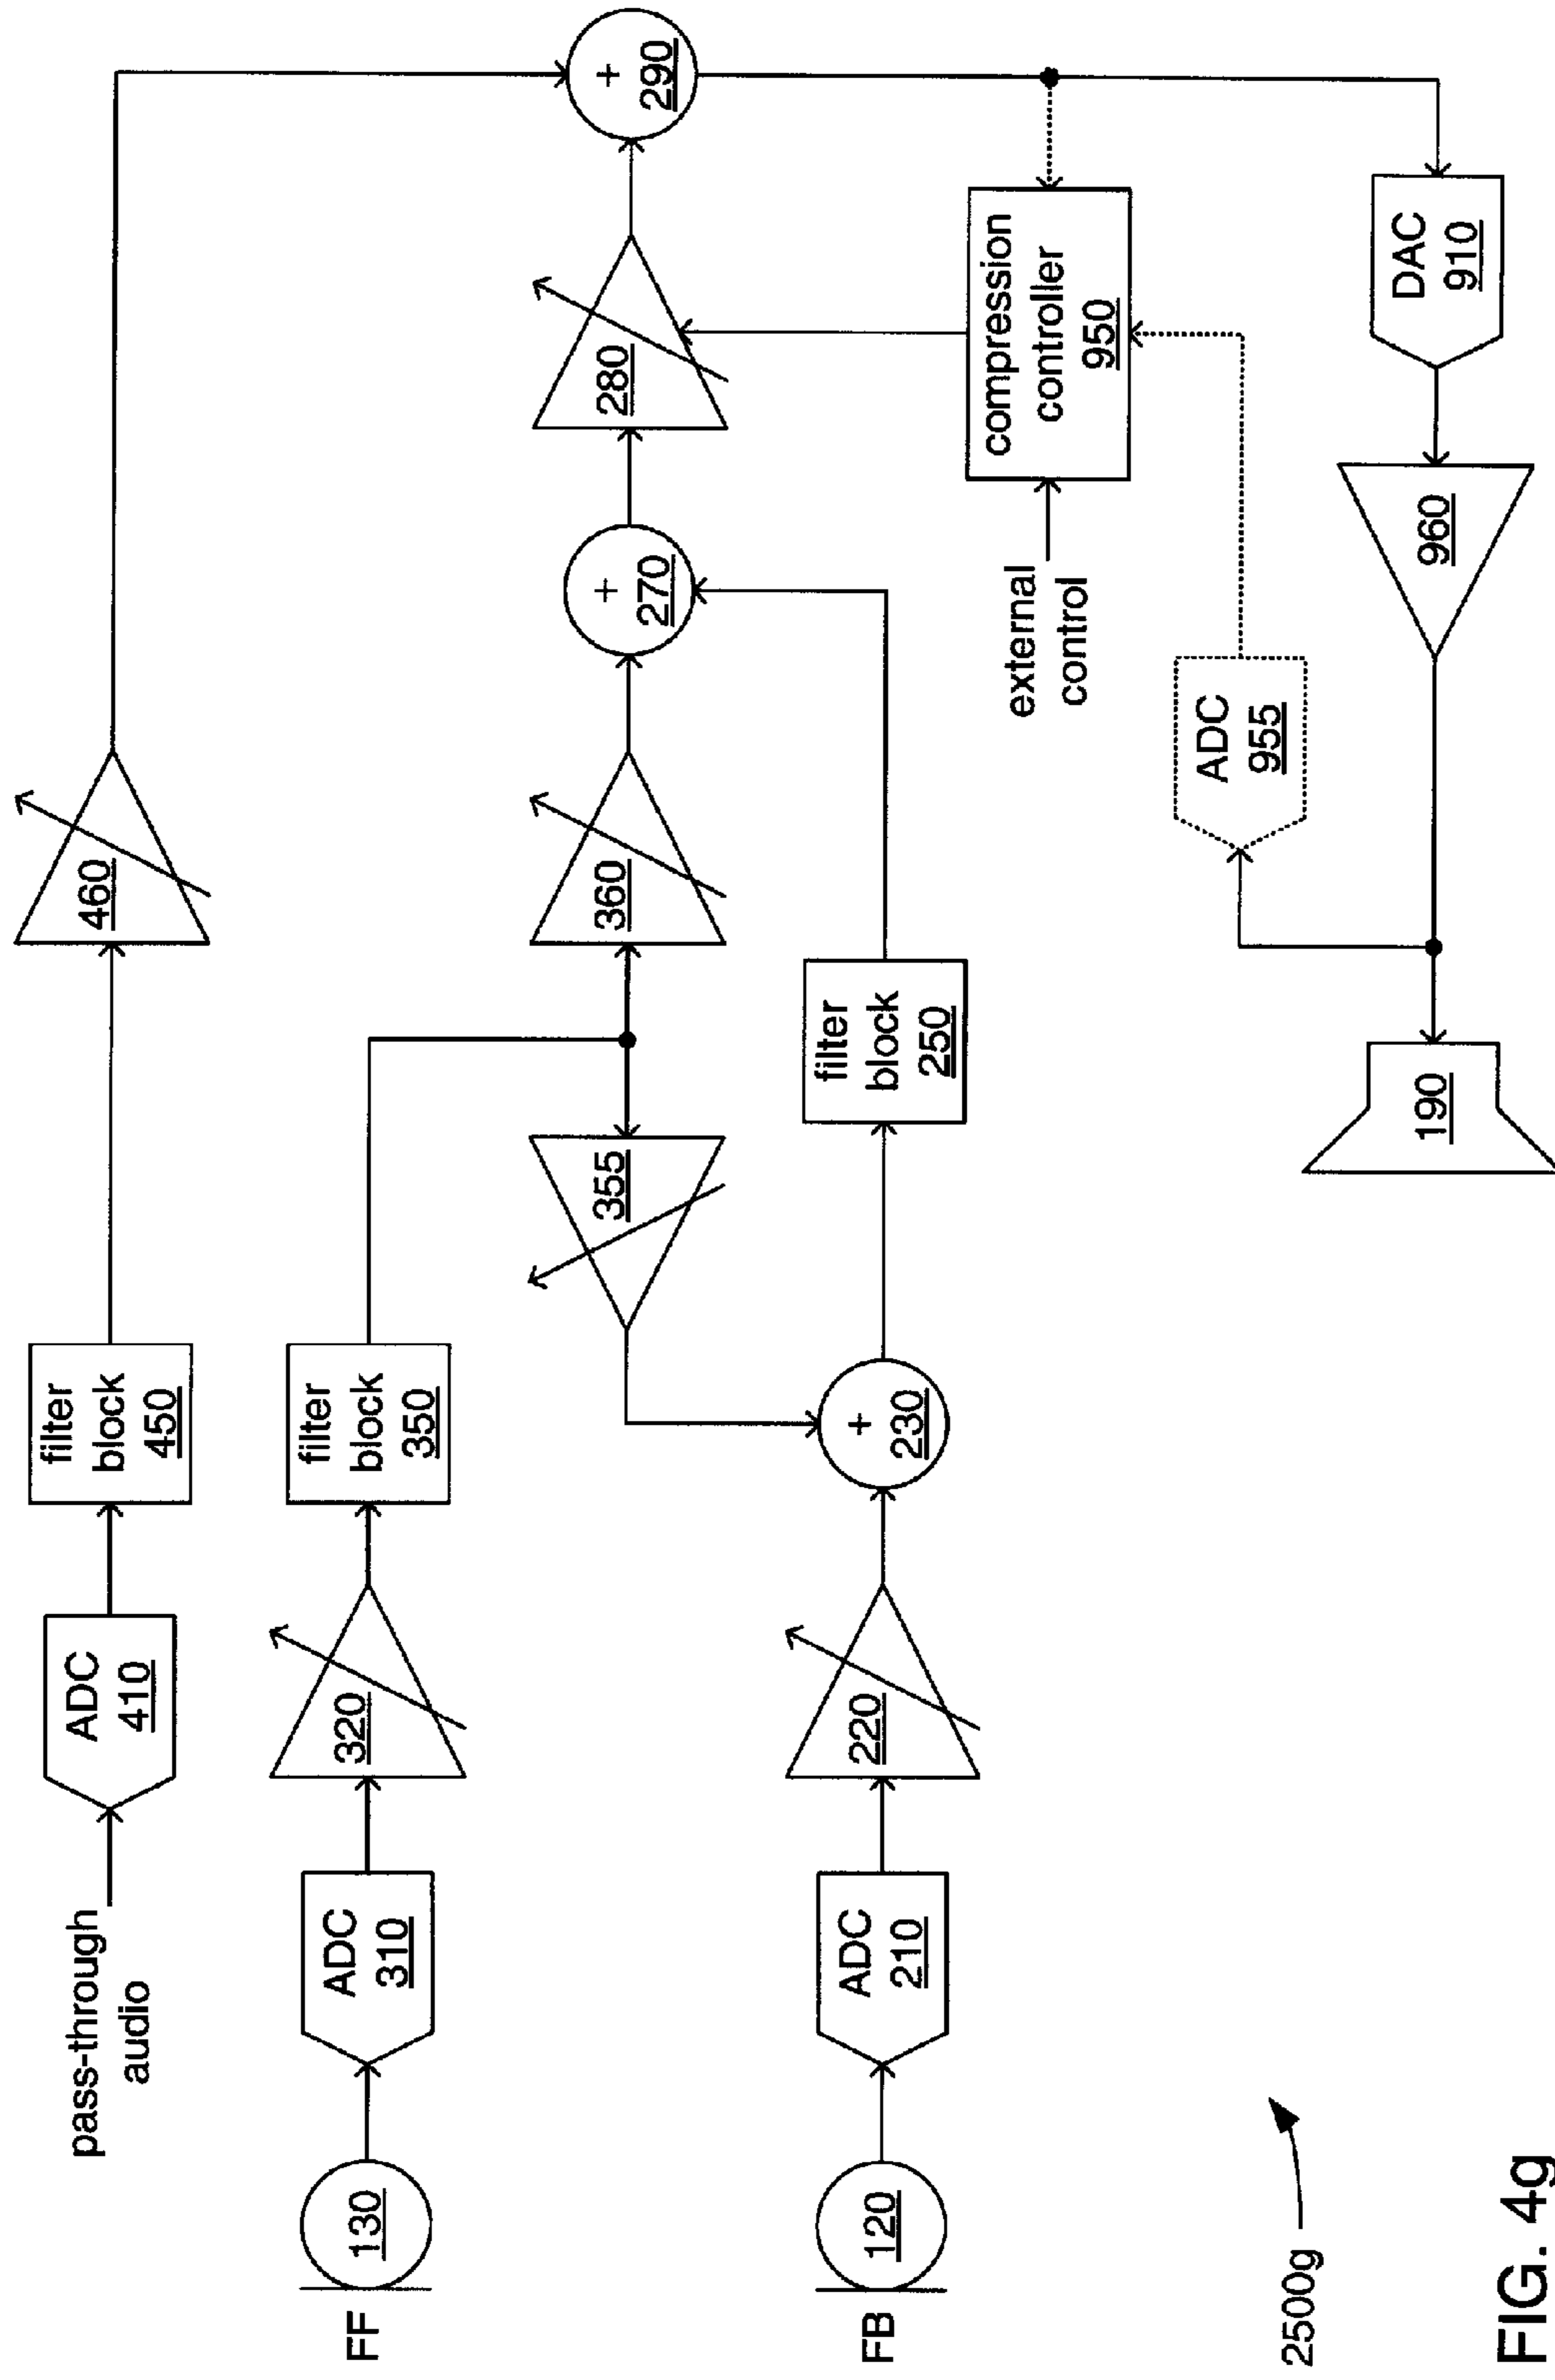 pass-through
audio
ADC
410
filter
block
450
460
FF
130
ADC
310
320
filter
block
350
355
360
+
270
280
+
290
FB
120
ADC
210
220
+
230
filter
block
250
external
control
compression
controller
950
ADC
955
190
960
DAC
910
2500g
FIG. 4g